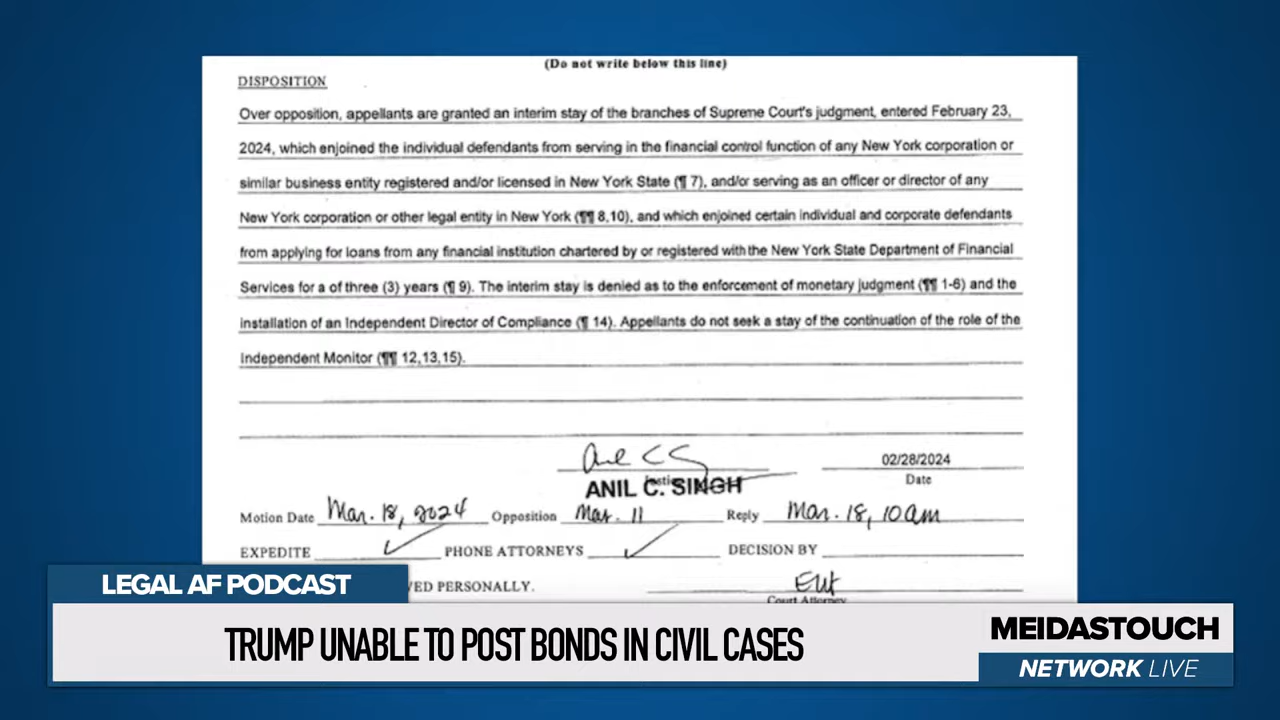 (Do not write below this line)
DISPOSITION
Over opposition, appellants are granted an interim stay of the branches of Supreme Court's judgment, entered February 23,
2024, which enjoined the individual defendants from serving in the financial control function of any New York corporation or
similar business entity registered and/or licensed in New York State (¶ 7), and/or serving as an officer or director of any
New York corporation or other legal entity in New York (¶¶ 8,10), and which enjoined certain individual and corporate defendants
from applying for loans from any financial institution chartered by or registered with the New York State Department of Financial
Services for a of three (3) years (¶ 9). The interim stay is denied as to the enforcement of monetary judgment (¶¶ 1-6) and the
installation of an Independent Director of Compliance (¶ 14). Appellants do not seek a stay of the continuation of the role of the
Independent Monitor (¶¶ 12,13,15).
02/28/2024
ANIL C. SINGH
Date
Motion Date Mar. 18, 2024 Opposition Mar. 11 Reply Mar. 18, 10am
EXPEDITE ✓ PHONE ATTORNEYS ✓ DECISION BY
VED PERSONALLY.
Court Attorney
LEGAL AF PODCAST
TRUMP UNABLE TO POST BONDS IN CIVIL CASES
MEIDASTOUCH
NETWORK LIVE